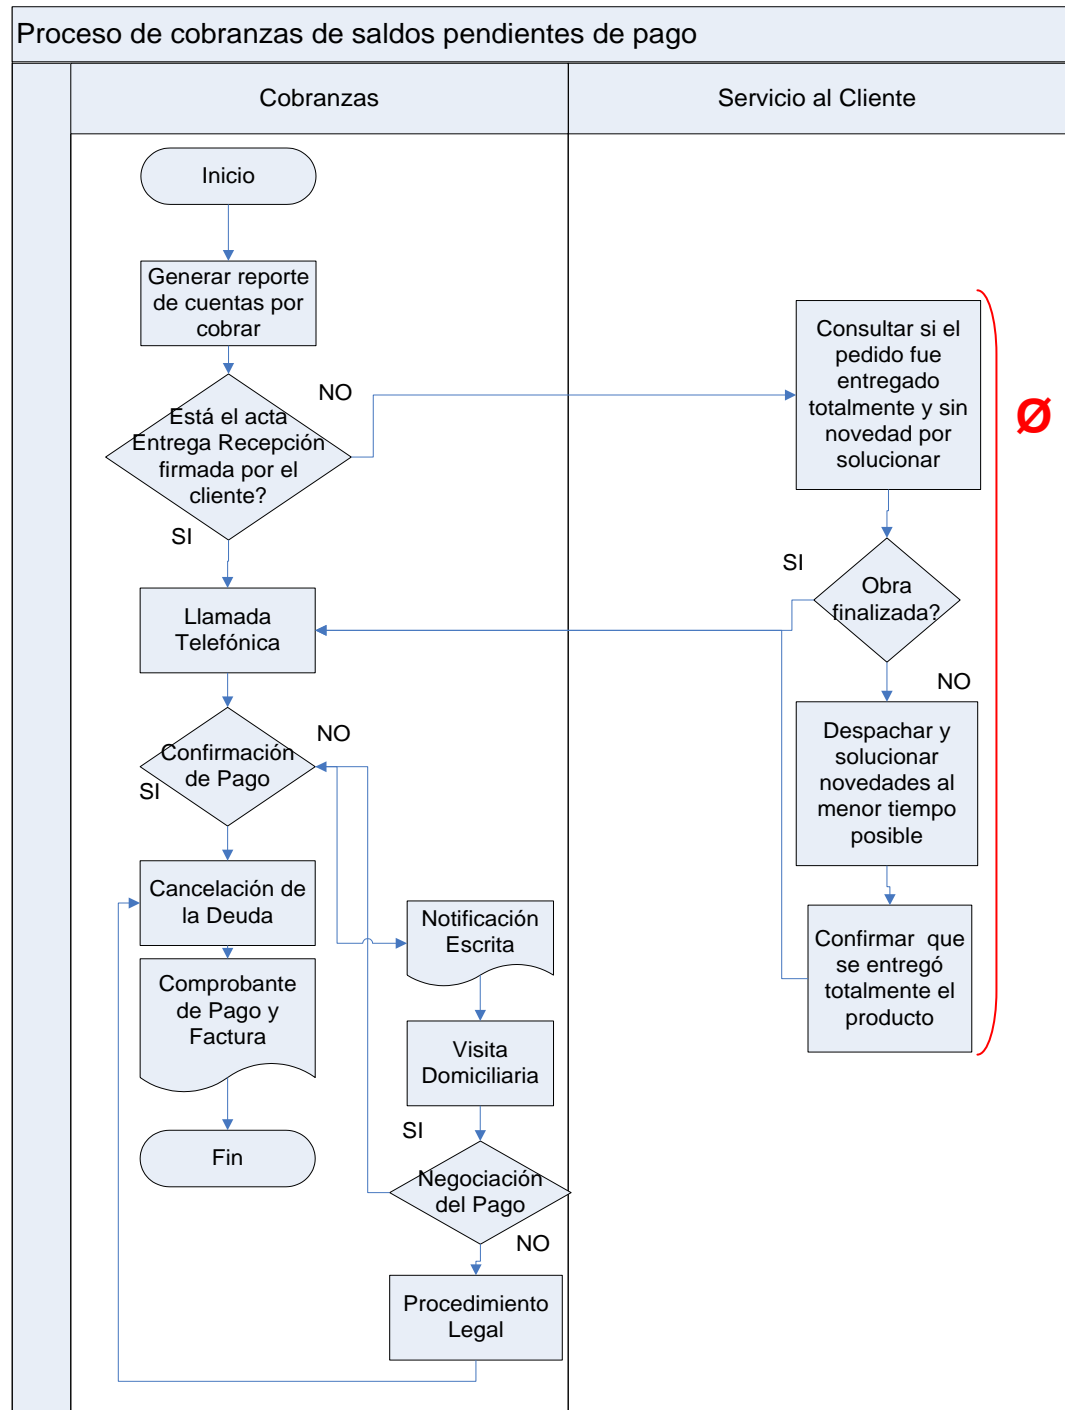 Proceso de cobranzas de saldos pendientes de pago
Cobranzas
Servicio al Cliente
Inicio
Generar reporte
de cuentas por
cobrar
NO
Está el acta
Entrega Recepción
firmada por el
cliente?
SI
Consultar si el
pedido fue
entregado
totalmente y sin
novedad por
solucionar
Ø
SI
Obra
finalizada?
NO
Llamada
Telefónica
Despachar y
solucionar
novedades al
menor tiempo
posible
NO
Confirmación
de Pago
SI
Cancelación de
la Deuda
Notificación
Escrita
Confirmar que
se entregó
totalmente el
producto
Comprobante
de Pago y
Factura
Visita
Domiciliaria
SI
Fin
Negociación
del Pago
NO
Procedimiento
Legal